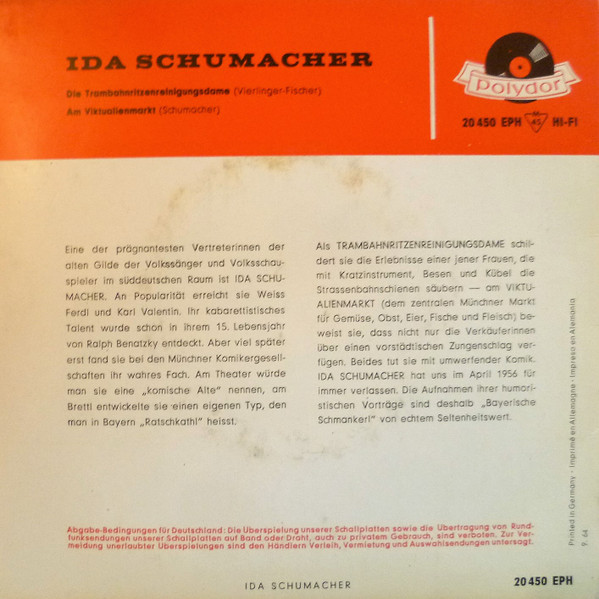 IDA SCHUMACHER
Die Trambahnritzenreinigungsdame (Vierlinger-Fischer)
Am Viktualienmarkt (Schumacher)
polydor
20 450 EPH 45 HI-FI
Eine der prägnantesten Vertreterinnen der
alten Gilde der Volkssänger und Volksschau-
spieler im süddeutschen Raum ist IDA SCHU-
MACHER. An Popularität erreicht sie Weiss
Ferdl und Karl Valentin. Ihr kabarettistisches
Talent wurde schon in ihrem 15. Lebensjahr
von Ralph Benatzky entdeckt. Aber viel später
erst fand sie bei den Münchner Komikergesell-
schaften ihr wahres Fach. Am Theater würde
man sie eine „komische Alte" nennen, am
Brettl entwickelte sie einen eigenen Typ, den
man in Bayern „Ratschkathl" heisst.
Als TRAMBAHNRITZENREINIGUNGSDAME schil-
dert sie die Erlebnisse einer jener Frauen, die
mit Kratzinstrument, Besen und Kübel die
Strassenbahnschienen säubern — am VIKTU-
ALIENMARKT (dem zentralen Münchner Markt
für Gemüse, Obst, Eier, Fische und Fleisch) be-
weist sie, dass nicht nur die Verkäuferinnen
über einen vorstädtischen Zungenschlag ver-
fügen. Beides tut sie mit umwerfender Komik.
IDA SCHUMACHER hat uns im April 1956 für
immer verlassen. Die Aufnahmen ihrer humori-
stischen Vorträge sind deshalb „Bayerische
Schmankerl" von echtem Seltenheitswert.
Printed in Germany · Imprimé en Allemagne · Impreso en Alemania
9. 64
Abgabe-Bedingungen für Deutschland: Die Überspielung unserer Schallplatten sowie die Übertragung von Rund-
funksendungen unserer Schallplatten auf Band oder Draht, auch zu privatem Gebrauch, sind verboten. Zur Ver-
meidung unerlaubter Überspielungen sind den Händlern Verleih, Vermietung und Auswahlsendungen untersagt.
IDA SCHUMACHER
20 450 EPH